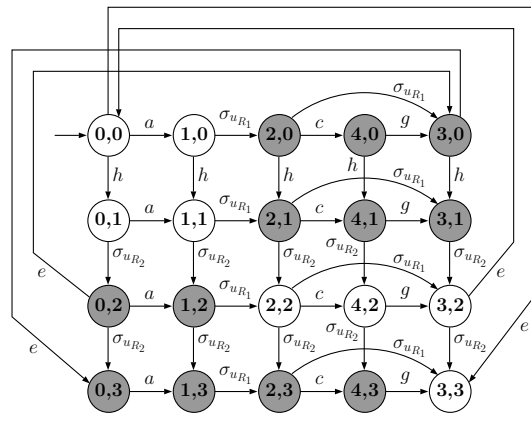 σ_{u_{R_1}} σ_{u_{R_1}}
0,0 a 1,0 2,0 c 4,0 g 3,0
h h h h σ_{u_{R_1}} h
0,1 a 1,1 σ_{u_{R_1}} 2,1 c 4,1 g 3,1
σ_{u_{R_2}} σ_{u_{R_2}} σ_{u_{R_2}} σ_{u_{R_2}} σ_{u_{R_1}} σ_{u_{R_2}}
e 0,2 a 1,2 σ_{u_{R_1}} 2,2 c 4,2 g 3,2 e
e σ_{u_{R_2}} σ_{u_{R_2}} σ_{u_{R_2}} σ_{u_{R_2}} σ_{u_{R_1}} σ_{u_{R_2}} e
0,3 a 1,3 σ_{u_{R_1}} 2,3 c 4,3 g 3,3